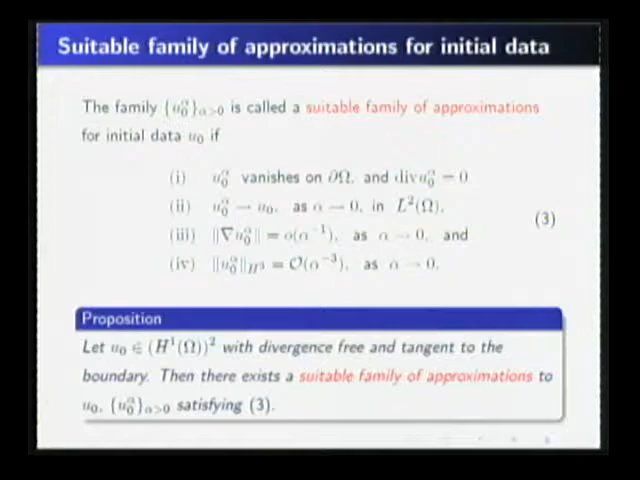 Suitable family of approximations for initial data
The family {u₀^α}_{α>0} is called a suitable family of approximations
for initial data u₀ if
(i) u₀^α vanishes on ∂Ω, and div u₀^α = 0
(ii) u₀^α → u₀, as α → 0, in L²(Ω),
(iii) ‖∇u₀^α‖ = o(α⁻¹), as α → 0, and
(3)
(iv) ‖u₀^α‖_{H³} = O(α⁻³), as α → 0.
Proposition
Let u₀ ∈ (H¹(Ω))² with divergence free and tangent to the
boundary. Then there exists a suitable family of approximations to
u₀, {u₀^α}_{α>0} satisfying (3).